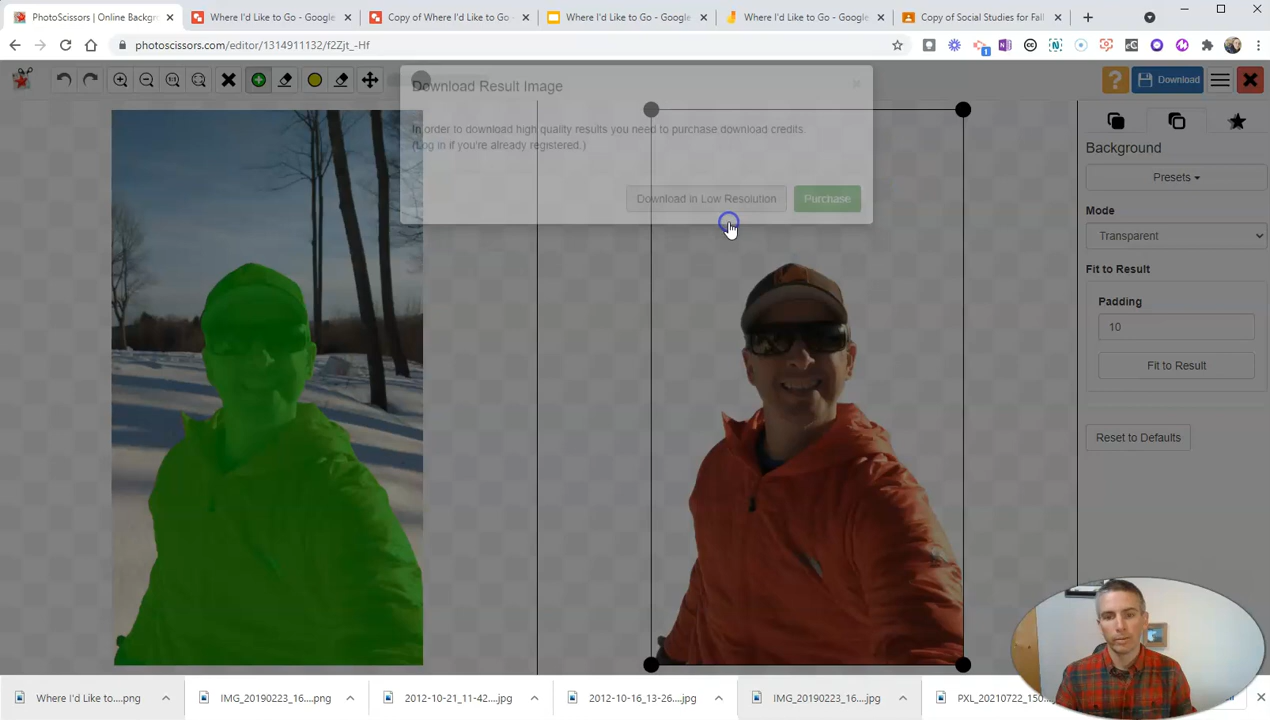 PhotoScissors | Online Backgr
Where I'd Like to Go - Google
Copy of Where I'd Like to Go -
Where I'd Like to Go - Google
Where I'd Like to Go - Google
Copy of Social Studies for Fall
photoscissors.com/editor/1314911132/f2Zjt_-Hf
1
Download
Download Result Image
In order to download high quality results you need to purchase download credits.
(Log in if you're already registered.)
Download in Low Resolution
Purchase
Background
Presets
Mode
Transparent
Fit to Result
Padding
10
Fit to Result
Reset to Defaults
Where I'd Like to....png
IMG_20190223_16....png
2012-10-21_11-42....jpg
2012-10-16_13-26....jpg
IMG_20190223_16....jpg
PXL_20210722_150...